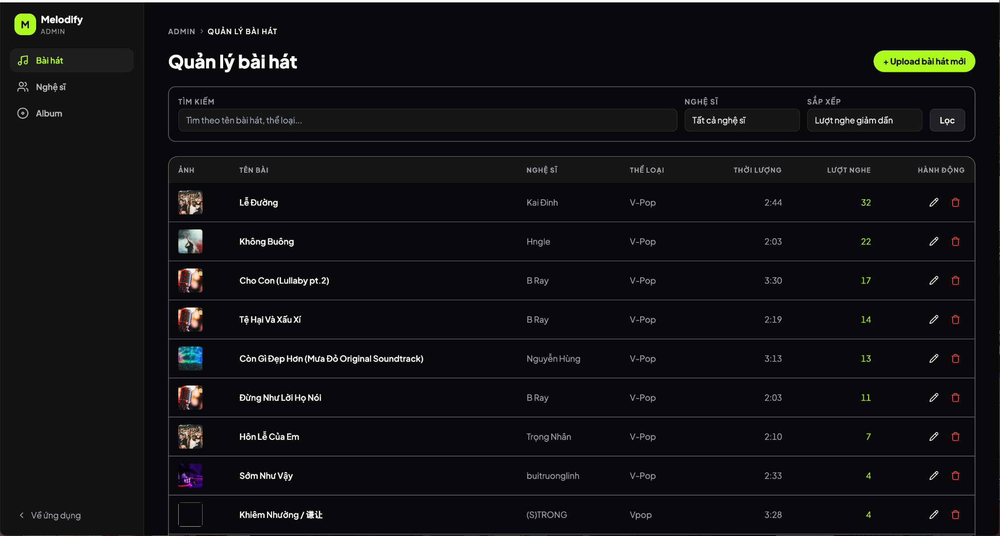 M
Melodify
ADMIN
Bài hát
Nghệ sĩ
Album
Về ứng dụng
ADMIN > QUẢN LÝ BÀI HÁT
Quản lý bài hát
+ Upload bài hát mới
TÌM KIẾM NGHỆ SĨ SẮP XẾP
Tìm theo tên bài hát, thể loại... Tất cả nghệ sĩ Lượt nghe giảm dần Lọc
ẢNH TÊN BÀI NGHỆ SĨ THỂ LOẠI THỜI LƯỢNG LƯỢT NGHE HÀNH ĐỘNG
Lễ Đường Kai Đinh V-Pop 2:44 32
Không Buông Hngle V-Pop 2:03 22
Cho Con (Lullaby pt.2) B Ray V-Pop 3:30 17
Tệ Hại Và Xấu Xí B Ray V-Pop 2:19 14
Còn Gì Đẹp Hơn (Mưa Đỏ Original Soundtrack) Nguyễn Hùng V-Pop 3:13 13
Đừng Như Lời Họ Nói B Ray V-Pop 2:03 11
Hôn Lễ Của Em Trọng Nhân V-Pop 2:10 7
Sớm Như Vậy buitruonglinh V-Pop 2:33 4
Khiêm Nhường / 谦让 (S)TRONG Vpop 3:28 4